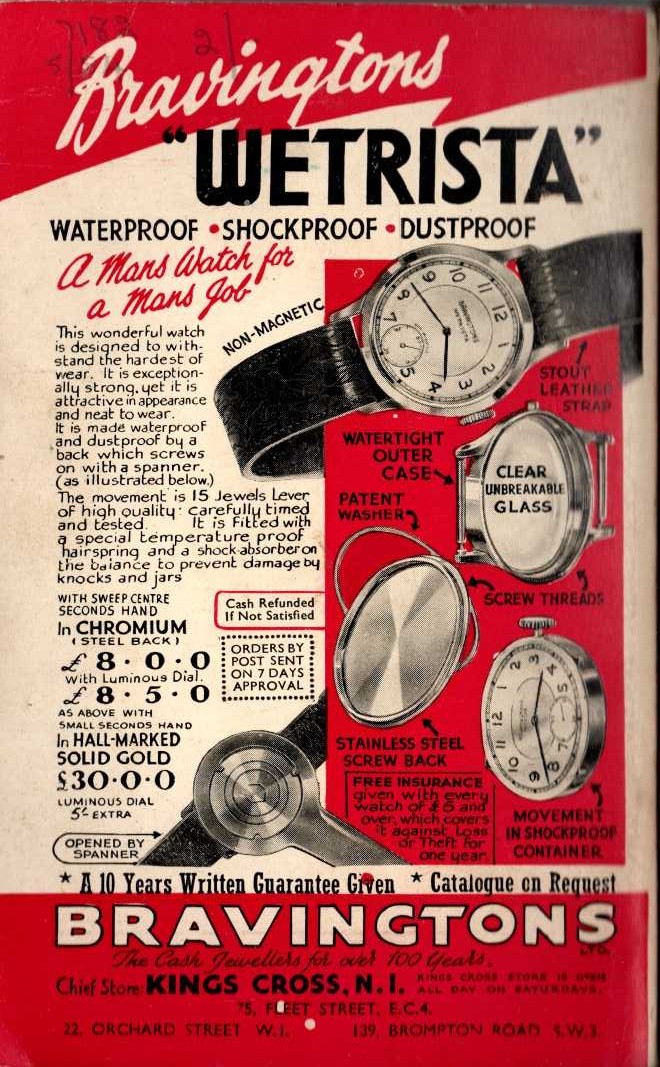 Bravingtons
"WETRISTA"
WATERPROOF • SHOCKPROOF • DUSTPROOF
A Mans Watch for
a Mans Job
NON-MAGNETIC
This wonderful watch
is designed to with-
stand the hardest of
wear. It is exception-
ally strong, yet it is
attractive in appearance
and neat to wear.
It is made waterproof
and dustproof by a
back which screws
on with a spanner.
(as illustrated below.)
The movement is 15 Jewels Lever
of high quality: carefully timed
and tested. It is fitted with
a special temperature proof
hairspring and a shock-absorber on
the balance to prevent damage by
knocks and jars
STOUT
LEATHER
STRAP
WATERTIGHT
OUTER
CASE
CLEAR
UNBREAKABLE
GLASS
PATENT
WASHER
SCREW THREADS
WITH SWEEP CENTRE
SECONDS HAND
In CHROMIUM
(STEEL BACK)
£8·0·0
with Luminous Dial.
£8·5·0
AS ABOVE WITH
SMALL SECONDS HAND
In HALL-MARKED
SOLID GOLD
£30·0·0
LUMINOUS DIAL
5/- EXTRA
Cash Refunded
If Not Satisfied
ORDERS BY
POST SENT
ON 7 DAYS
APPROVAL
OPENED BY
SPANNER
STAINLESS STEEL
SCREW BACK
FREE INSURANCE
given with every
watch of £5 and
over, which covers
it against Loss
or Theft for
one year.
MOVEMENT
IN SHOCKPROOF
CONTAINER
* A 10 Years Written Guarantee Given * Catalogue on Request
BRAVINGTONS LTD.
The Cash Jewellers for over 100 Years.
Chief Store: KINGS CROSS, N.1. KINGS CROSS STORE IS OPEN
ALL DAY ON SATURDAYS.
75, FLEET STREET, E.C.4.
22, ORCHARD STREET W.1. 139, BROMPTON ROAD S.W.3.